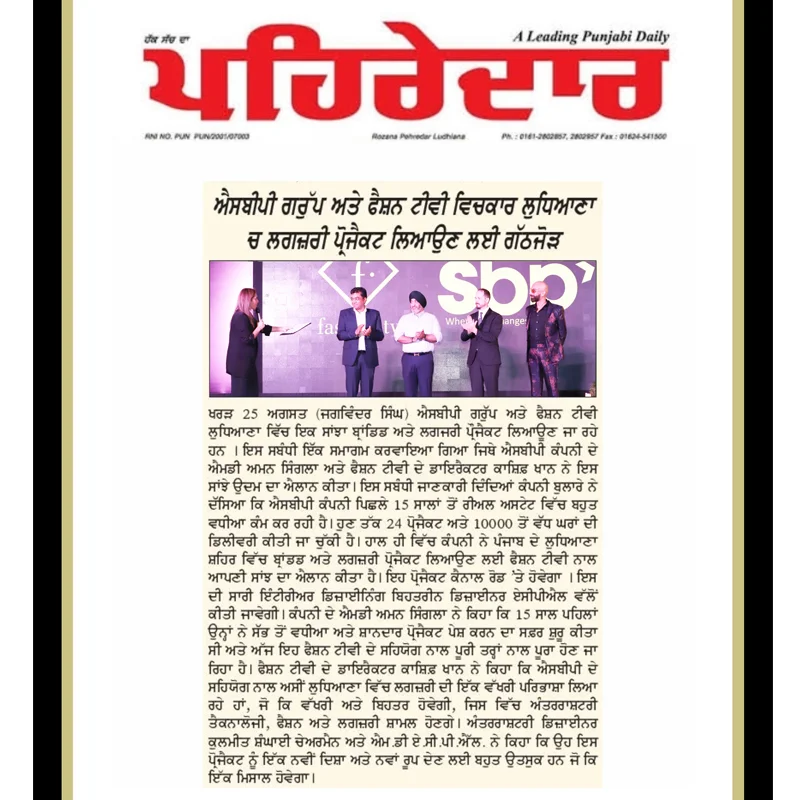 ਹੱਕ ਸੱਚ ਦਾ
A Leading Punjabi Daily
ਪਹਿਰੇਦਾਰ
RNI NO. PUN PUN/2001/07003 Rozana Pehredar Ludhiana Ph. : 0161-2802857, 2802957 Fax : 01624-541500
ਐਸਬੀਪੀ ਗਰੁੱਪ ਅਤੇ ਫੈਸ਼ਨ ਟੀਵੀ ਵਿਚਕਾਰ ਲੁਧਿਆਣਾ
ਚ ਲਗਜ਼ਰੀ ਪ੍ਰੋਜੈਕਟ ਲਿਆਉਣ ਲਈ ਗੱਠਜੋੜ
f.
sbp
ਖਰੜ 25 ਅਗਸਤ (ਜਗਵਿੰਦਰ ਸਿੰਘ) ਐਸਬੀਪੀ ਗਰੁੱਪ ਅਤੇ ਫੈਸ਼ਨ ਟੀਵੀ
ਲੁਧਿਆਣਾ ਵਿੱਚ ਇਕ ਸਾਂਝਾ ਬ੍ਰਾਂਡਿਡ ਅਤੇ ਲਗਜਰੀ ਪ੍ਰੌਜੈਕਟ ਲਿਆਊਣ ਜਾ ਰਹੇ
ਹਨ । ਇਸ ਸਬੰਧੀ ਇੱਕ ਸਮਾਗਮ ਕਰਵਾਇਆ ਗਿਆ ਜਿਥੇ ਐਸਬੀਪੀ ਕੰਪਨੀ ਦੇ
ਐਮਡੀ ਅਮਨ ਸਿੰਗਲਾ ਅਤੇ ਫੈਸ਼ਨ ਟੀਵੀ ਦੇ ਡਾਇਰੈਕਟਰ ਕਾਸ਼ਿਫ਼ ਖਾਨ ਨੇ ਇਸ
ਸਾਂਝੇ ਉਦਮ ਦਾ ਐਲਾਨ ਕੀਤਾ। ਇਸ ਸਬੰਧੀ ਜਾਣਕਾਰੀ ਦਿੰਦਿਆਂ ਕੰਪਨੀ ਬੁਲਾਰੇ ਨੇ
ਦੱਸਿਆ ਕਿ ਐਸਬੀਪੀ ਕੰਪਨੀ ਪਿਛਲੇ 15 ਸਾਲਾਂ ਤੋਂ ਰੀਅਲ ਅਸਟੇਟ ਵਿੱਚ ਬਹੁਤ
ਵਧੀਆ ਕੰਮ ਕਰ ਰਹੀ ਹੈ। ਹੁਣ ਤੱਕ 24 ਪ੍ਰੋਜੈਕਟ ਅਤੇ 10000 ਤੋਂ ਵੱਧ ਘਰਾਂ ਦੀ
ਡਿਲੀਵਰੀ ਕੀਤੀ ਜਾ ਚੁੱਕੀ ਹੈ। ਹਾਲ ਹੀ ਵਿੱਚ ਕੰਪਨੀ ਨੇ ਪੰਜਾਬ ਦੇ ਲੁਧਿਆਣਾ
ਸ਼ਹਿਰ ਵਿੱਚ ਬ੍ਰਾਂਡਡ ਅਤੇ ਲਗਜ਼ਰੀ ਪ੍ਰੋਜੈਕਟ ਲਿਆਉਣ ਲਈ ਫੈਸ਼ਨ ਟੀਵੀ ਨਾਲ
ਆਪਣੀ ਸਾਂਝ ਦਾ ਐਲਾਨ ਕੀਤਾ ਹੈ। ਇਹ ਪ੍ਰੋਜੈਕਟ ਕੈਨਾਲ ਰੋਡ 'ਤੇ ਹੋਵੇਗਾ । ਇਸ
ਦੀ ਸਾਰੀ ਇੰਟੀਰੀਅਰ ਡਿਜ਼ਾਈਨਿੰਗ ਬਿਹਤਰੀਨ ਡਿਜ਼ਾਈਨਰ ਏਸੀਪੀਐਲ ਵੱਲੋਂ
ਕੀਤੀ ਜਾਵੇਗੀ। ਕੰਪਨੀ ਦੇ ਐਮਡੀ ਅਮਨ ਸਿੰਗਲਾ ਨੇ ਕਿਹਾ ਕਿ 15 ਸਾਲ ਪਹਿਲਾਂ
ਉਨ੍ਹਾਂ ਨੇ ਸੱਭ ਤੋਂ ਵਧੀਆ ਅਤੇ ਸ਼ਾਨਦਾਰ ਪ੍ਰੋਜੈਕਟ ਪੇਸ਼ ਕਰਨ ਦਾ ਸਫ਼ਰ ਸ਼ੁਰੂ ਕੀਤਾ
ਸੀ ਅਤੇ ਅੱਜ ਇਹ ਫੈਸ਼ਨ ਟੀਵੀ ਦੇ ਸਹਿਯੋਗ ਨਾਲ ਪੂਰੀ ਤਰ੍ਹਾਂ ਨਾਲ ਪੂਰਾ ਹੋਣ ਜਾ
ਰਿਹਾ ਹੈ। ਫੈਸ਼ਨ ਟੀਵੀ ਦੇ ਡਾਇਰੈਕਟਰ ਕਾਸ਼ਿਫ਼ ਖਾਨ ਨੇ ਕਿਹਾ ਕਿ ਐਸਬੀਪੀ ਦੇ
ਸਹਿਯੋਗ ਨਾਲ ਅਸੀਂ ਲੁਧਿਆਣਾ ਵਿੱਚ ਲਗਜ਼ਰੀ ਦੀ ਇੱਕ ਵੱਖਰੀ ਪਰਿਭਾਸ਼ਾ ਲਿਆ
ਰਹੇ ਹਾਂ, ਜੋ ਕਿ ਵੱਖਰੀ ਅਤੇ ਬਿਹਤਰ ਹੋਵੇਗੀ, ਜਿਸ ਵਿੱਚ ਅੰਤਰਰਾਸ਼ਟਰੀ
ਤੈਕਨਾਲੋਜੀ, ਫੈਸ਼ਨ ਅਤੇ ਲਗਜ਼ਰੀ ਸ਼ਾਮਲ ਹੋਣਗੇ। ਅੰਤਰਰਾਸ਼ਟਰੀ ਡਿਜ਼ਾਈਨਰ
ਕੁਲਮੀਤ ਸ਼ੰਘਾਈ ਚੇਅਰਮੈਨ ਅਤੇ ਐਮ.ਡੀ ਏ.ਸੀ.ਪੀ.ਐੱਲ. ਨੇ ਕਿਹਾ ਕਿ ਉਹ ਇਸ
ਪ੍ਰੋਜੈਕਟ ਨੂੰ ਇੱਕ ਨਵੀਂ ਦਿਸ਼ਾ ਅਤੇ ਨਵਾਂ ਰੂਪ ਦੇਣ ਲਈ ਬਹੁਤ ਉਤਸੁਕ ਹਨ ਜੋ ਕਿ
ਇੱਕ ਮਿਸਾਲ ਹੋਵੇਗਾ।